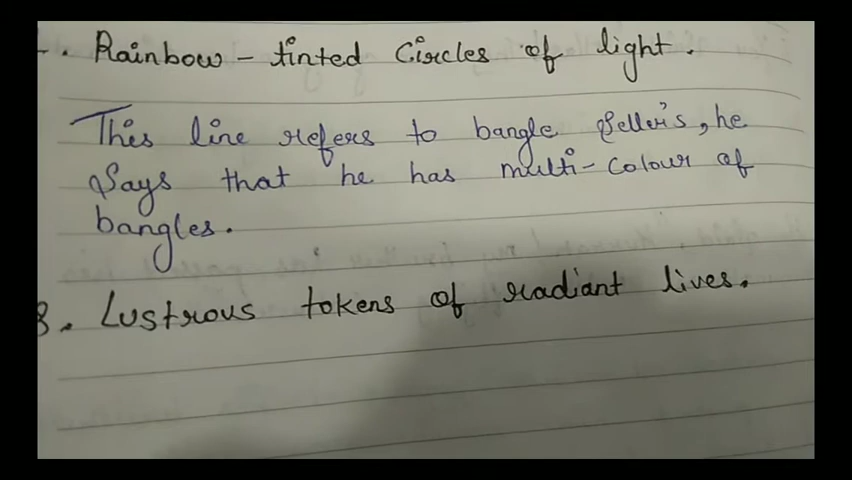 . Rainbow - tinted Circles of light.
This line refers to bangle Seller's, he
Says that he has multi-colour of
bangles.
3. Lustrous tokens of radiant lives.